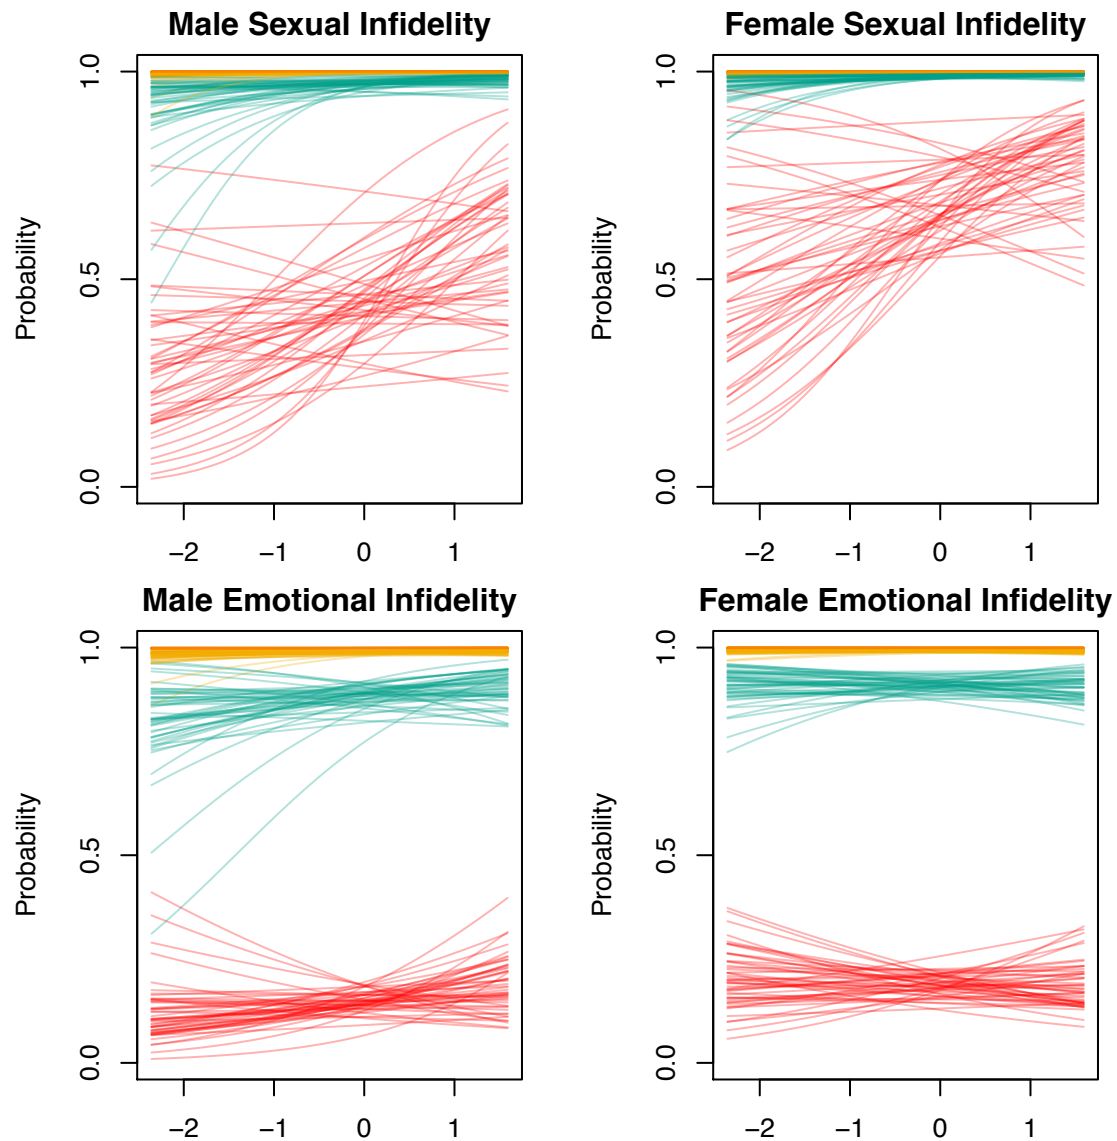 Male Sexual Infidelity
Probability
1.0
0.5
0.0
−2 −1 0 1
Female Sexual Infidelity
Probability
1.0
0.5
0.0
−2 −1 0 1
Male Emotional Infidelity
Probability
1.0
0.5
0.0
−2 −1 0 1
Female Emotional Infidelity
Probability
1.0
0.5
0.0
−2 −1 0 1